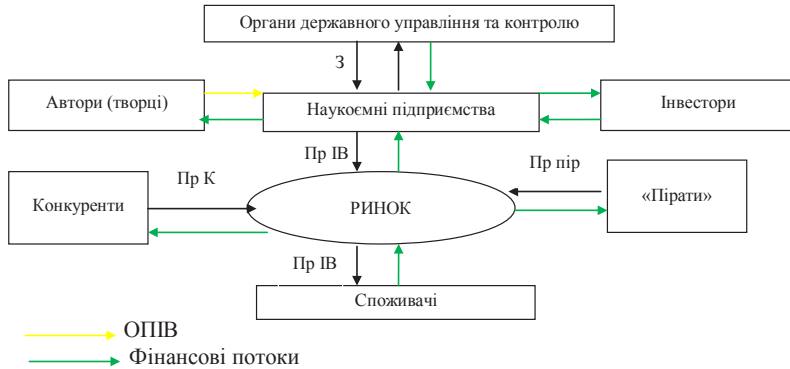 Органи державного управління та контролю
З
Автори (творці)
Наукоємні підприємства
Інвестори
Пр ІВ
Пр пір
Пр К
Конкуренти
РИНОК
«Пірати»
Пр ІВ
Споживачі
ОПІВ
Фінансові потоки